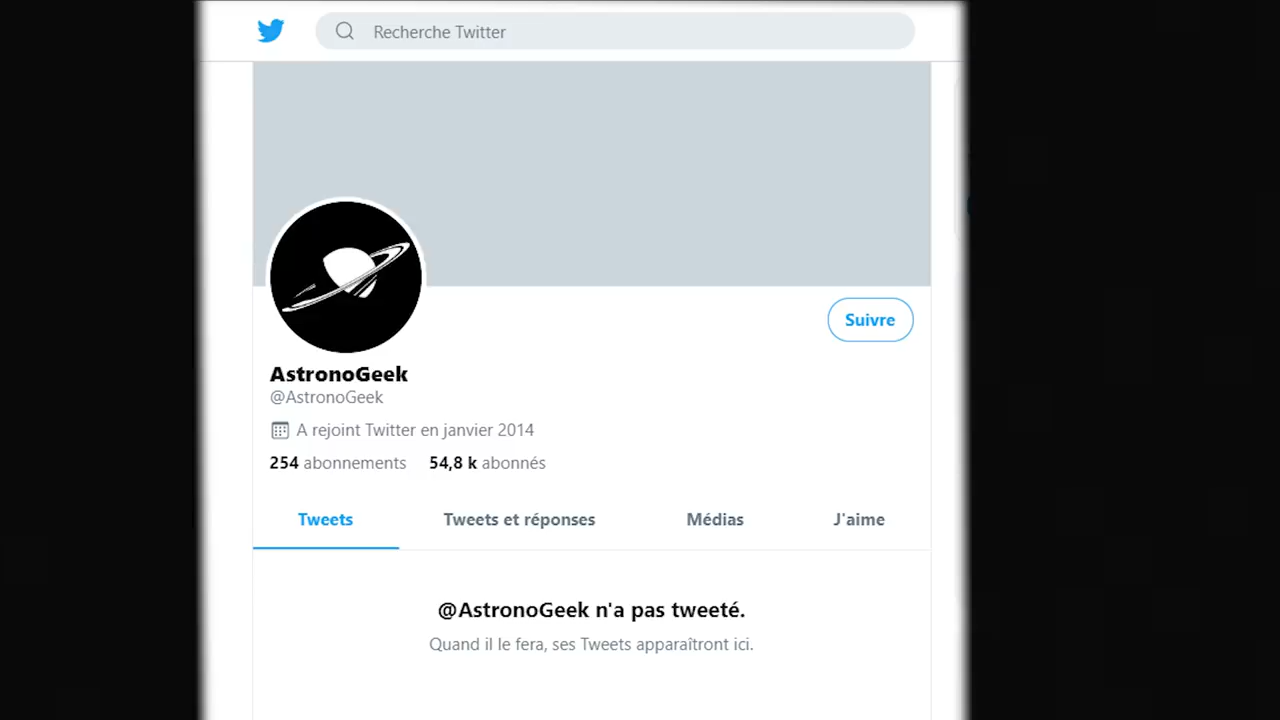 Recherche Twitter
Suivre
AstronoGeek
@AstronoGeek
A rejoint Twitter en janvier 2014
254 abonnements 54,8 k abonnés
Tweets Tweets et réponses Médias J'aime
@AstronoGeek n'a pas tweeté.
Quand il le fera, ses Tweets apparaîtront ici.